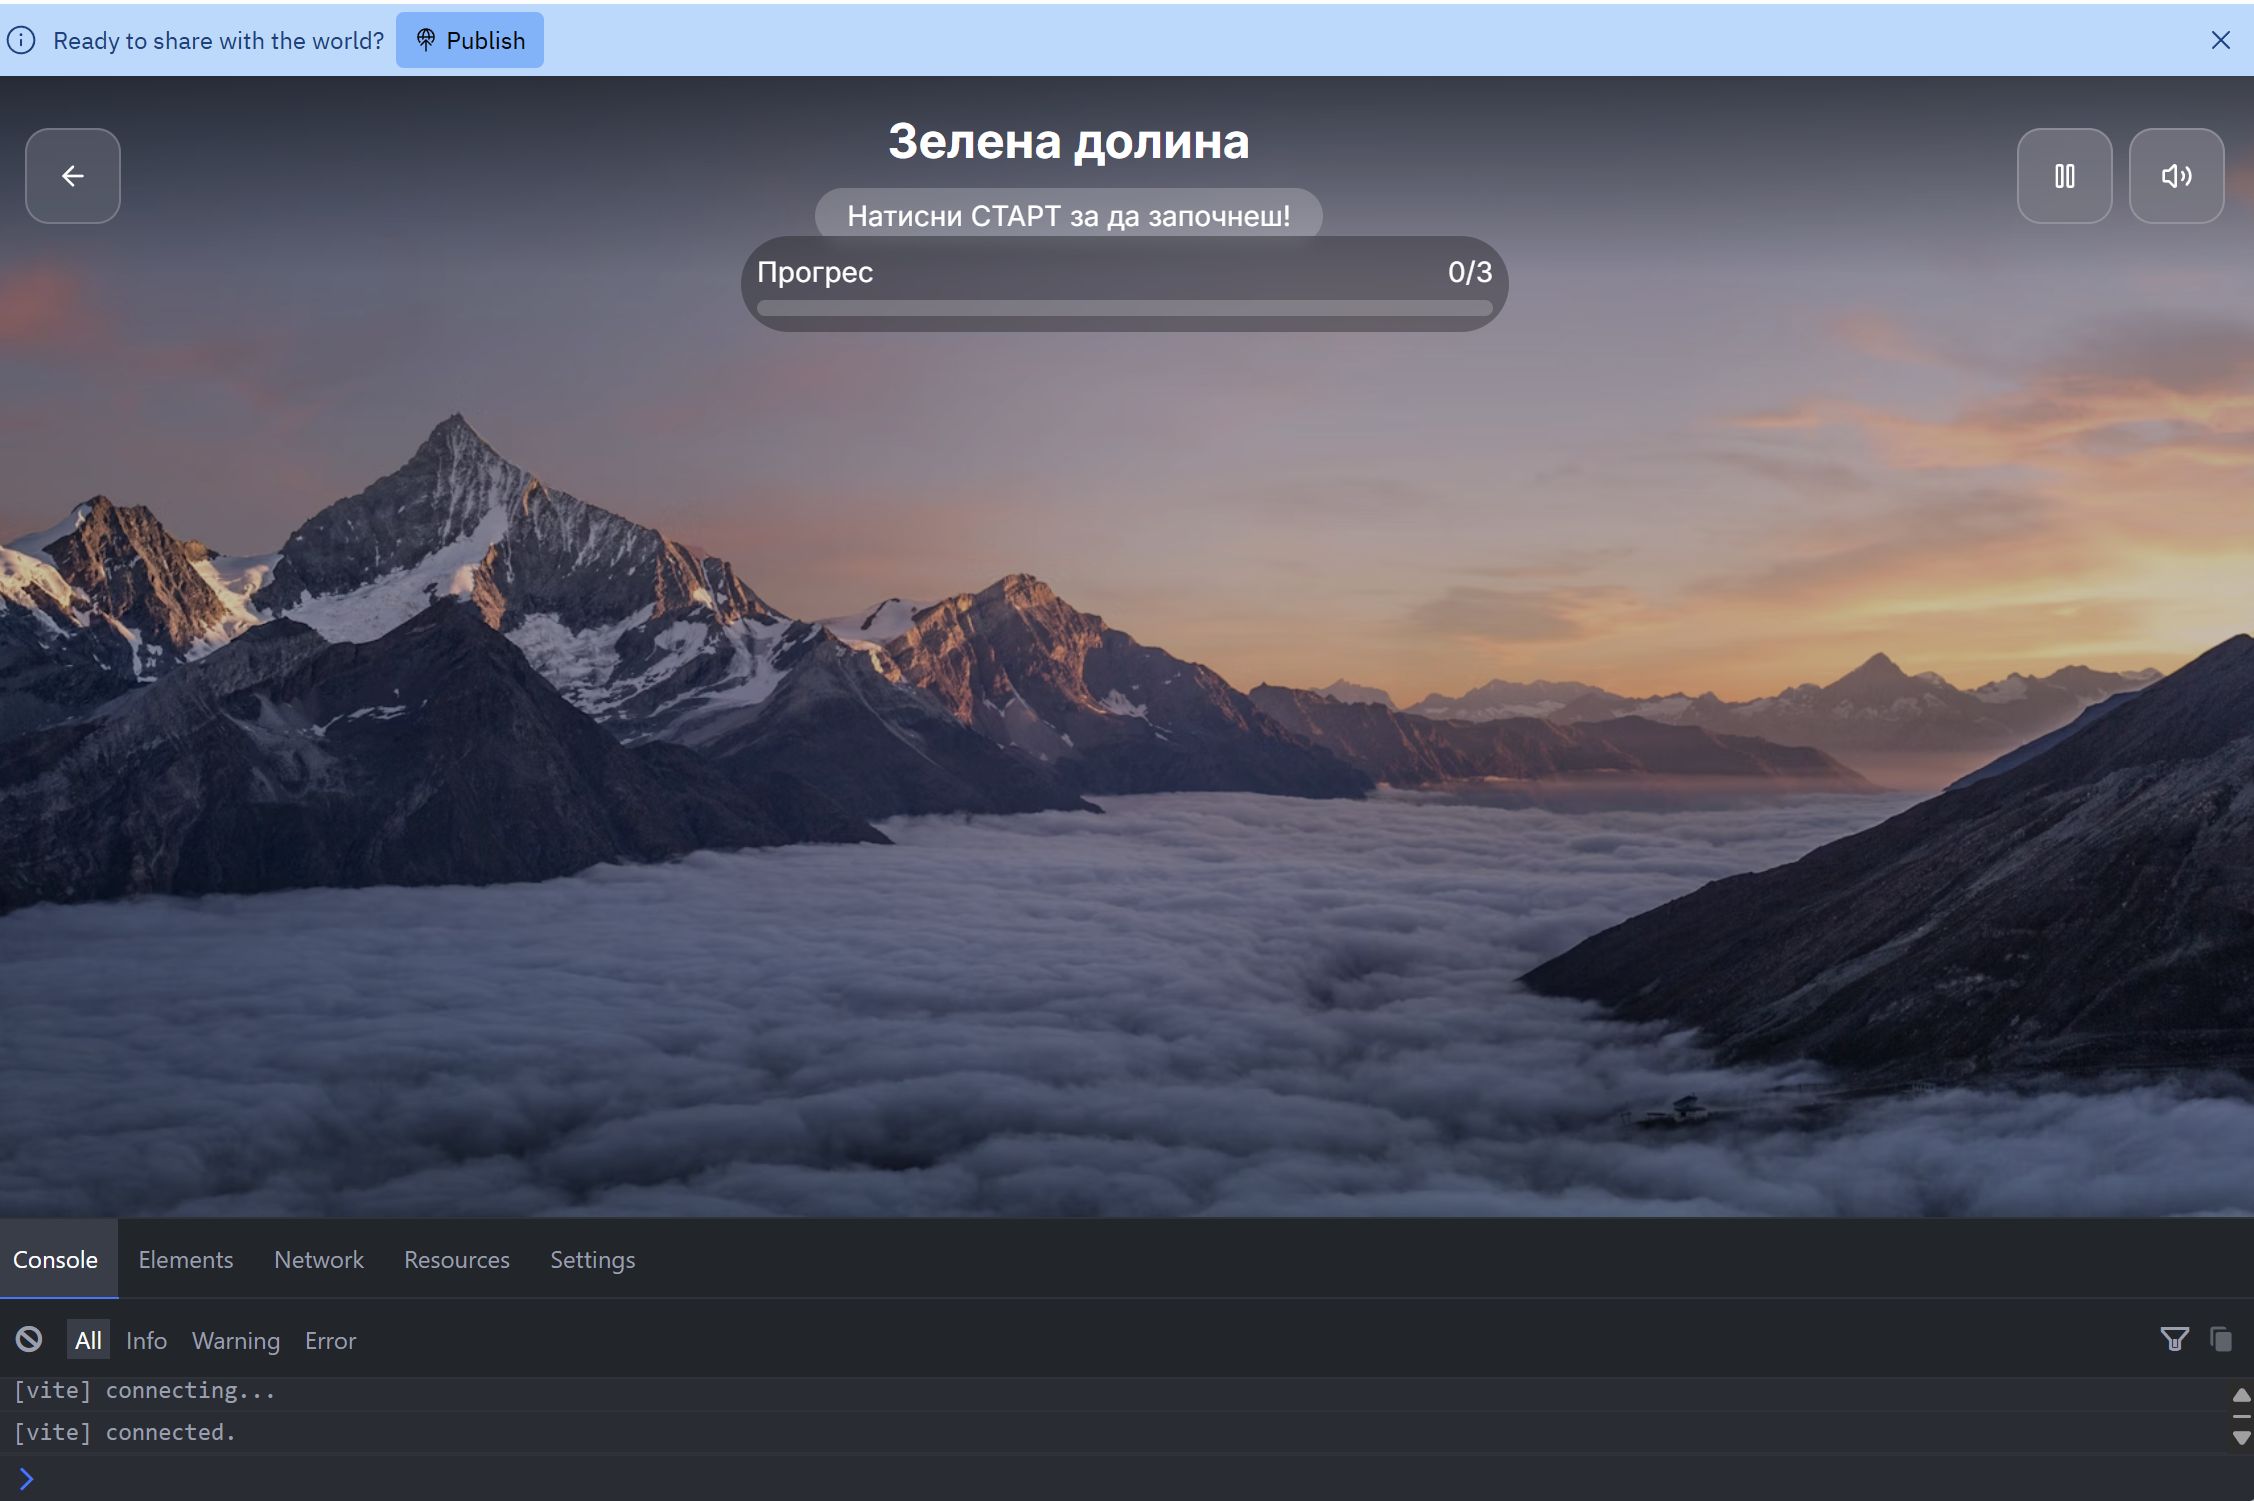 Ready to share with the world? Publish
Зелена долина
Натисни СТАРТ за да започнеш!
Прогрес 0/3
Console Elements Network Resources Settings
All Info Warning Error
[vite] connecting...
[vite] connected.